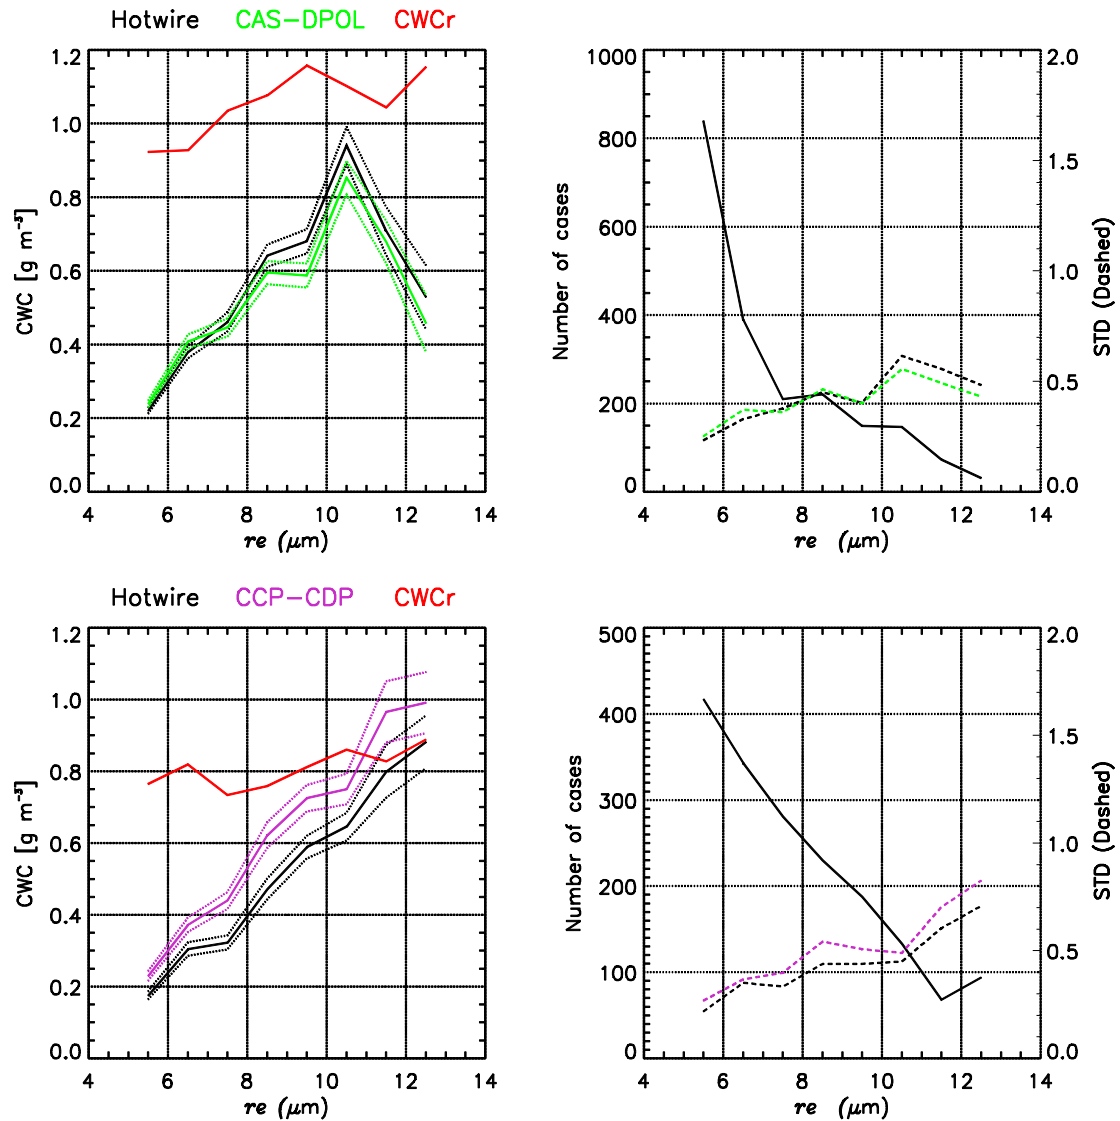 Hotwire CAS−DPOL CWCr
1.2
1.0
0.8
0.6
0.4
0.2
0.0
CWC [g m⁻³]
4 6 8 10 12 14
re (μm)
1000
800
600
400
200
0
Number of cases
2.0
1.5
1.0
0.5
0.0
STD (Dashed)
4 6 8 10 12 14
re (μm)
Hotwire CCP−CDP CWCr
1.2
1.0
0.8
0.6
0.4
0.2
0.0
CWC [g m⁻³]
4 6 8 10 12 14
re (μm)
500
400
300
200
100
0
Number of cases
2.0
1.5
1.0
0.5
0.0
STD (Dashed)
4 6 8 10 12 14
re (μm)